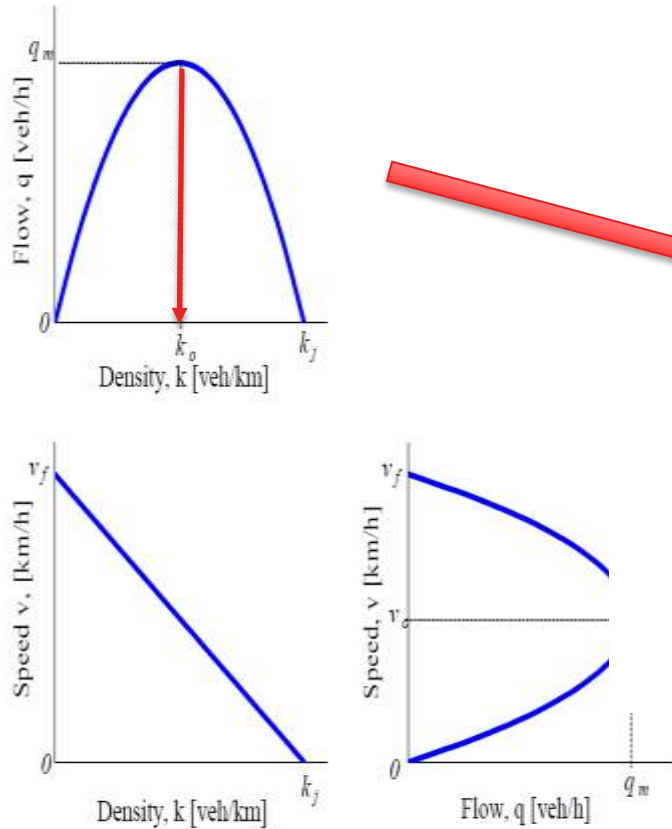 q m
Flow, q [veh/h]
0
k o
k j
Density, k [veh/km]
v f
Speed v, [km/h]
0
k j
Density, k [veh/km]
v f
Speed, v [km/h]
v o
0
q m
Flow, q [veh/h]